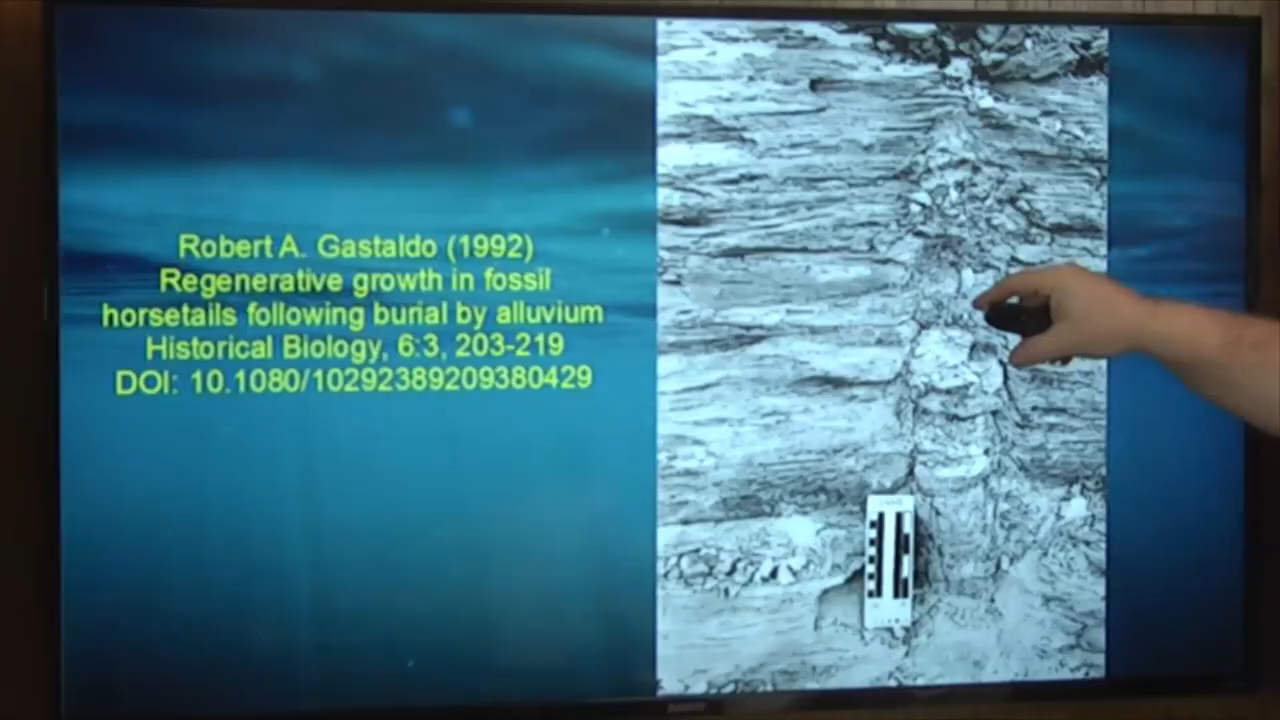 Robert A. Gastaldo (1992)
Regenerative growth in fossil
horsetails following burial by alluvium
Historical Biology, 6:3, 203-219
DOI: 10.1080/10292389209380429